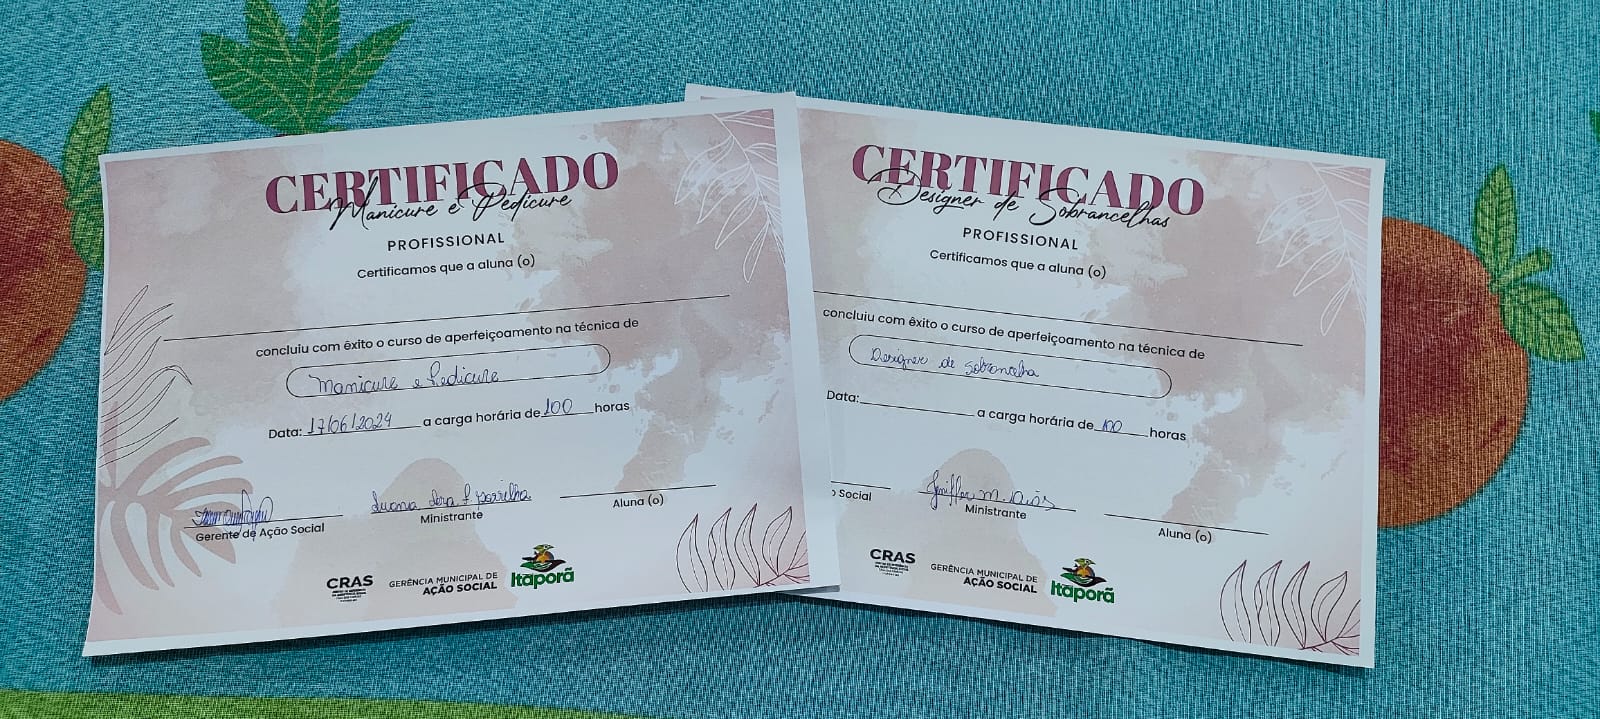 CERTIFICADO
Manicure e Pedicure
PROFISSIONAL
Certificamos que a aluna (o)
concluiu com êxito o curso de aperfeiçoamento na técnica de
Manicure e Pedicure
Data: 17/06/2024 a carga horária de 100 horas
Gerente de Ação Social
Ministrante
Aluna (o)
CRAS
GERÊNCIA MUNICIPAL DE
AÇÃO SOCIAL
Itaporã
CERTIFICADO
Designer de Sobrancelhas
PROFISSIONAL
Certificamos que a aluna (o)
concluiu com êxito o curso de aperfeiçoamento na técnica de
Designer de Sobrancelha
Data: a carga horária de 100 horas
o Social
Jeniffer M.
Ministrante
Aluna (o)
CRAS
GERÊNCIA MUNICIPAL DE
AÇÃO SOCIAL
Itaporã